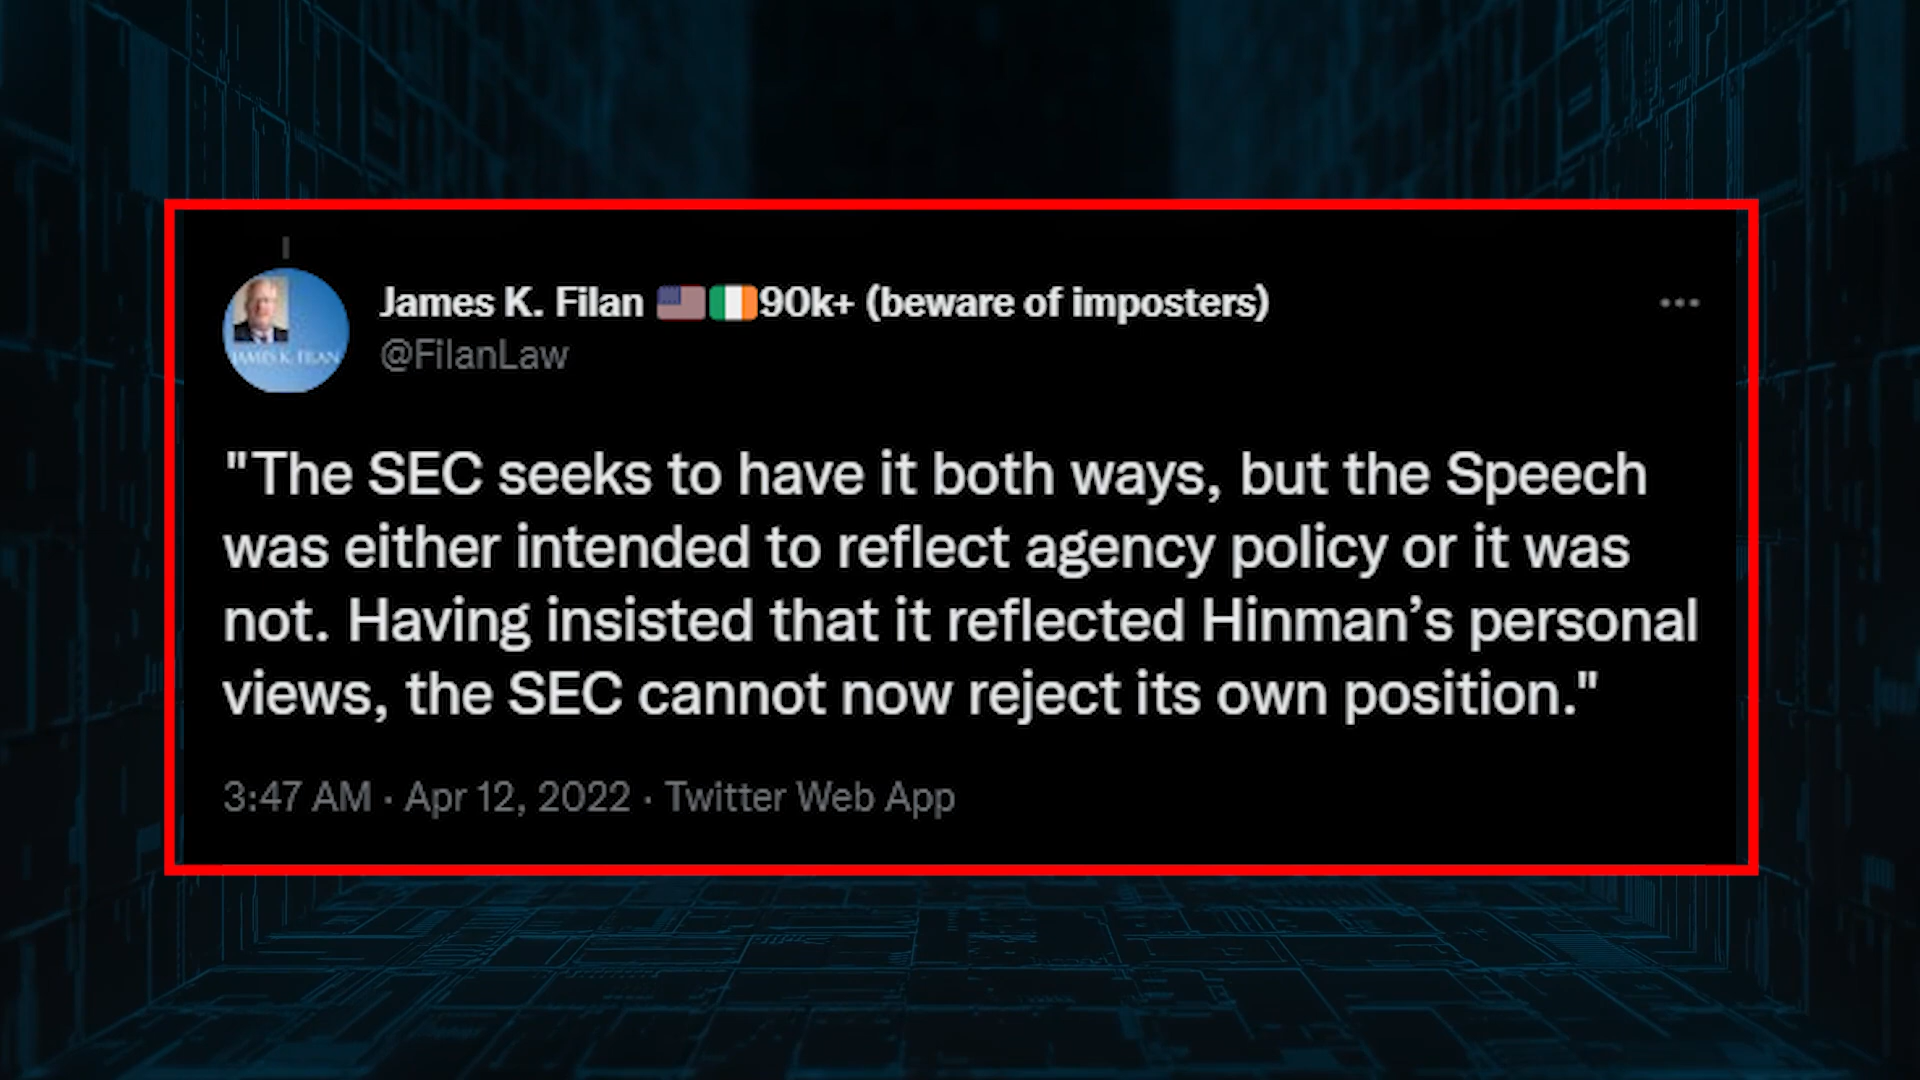 James K. Filan 🇺🇸🇮🇪90k+ (beware of imposters)
@FilanLaw
JAMES K. FILAN
"The SEC seeks to have it both ways, but the Speech
was either intended to reflect agency policy or it was
not. Having insisted that it reflected Hinman’s personal
views, the SEC cannot now reject its own position."
3:47 AM · Apr 12, 2022 · Twitter Web App